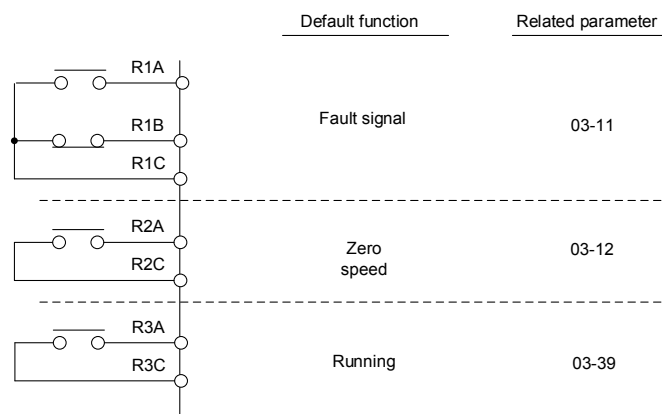 Default function
Related parameter
R1A
R1B
R1C
Fault signal
03-11
R2A
R2C
Zero
speed
03-12
R3A
R3C
Running
03-39